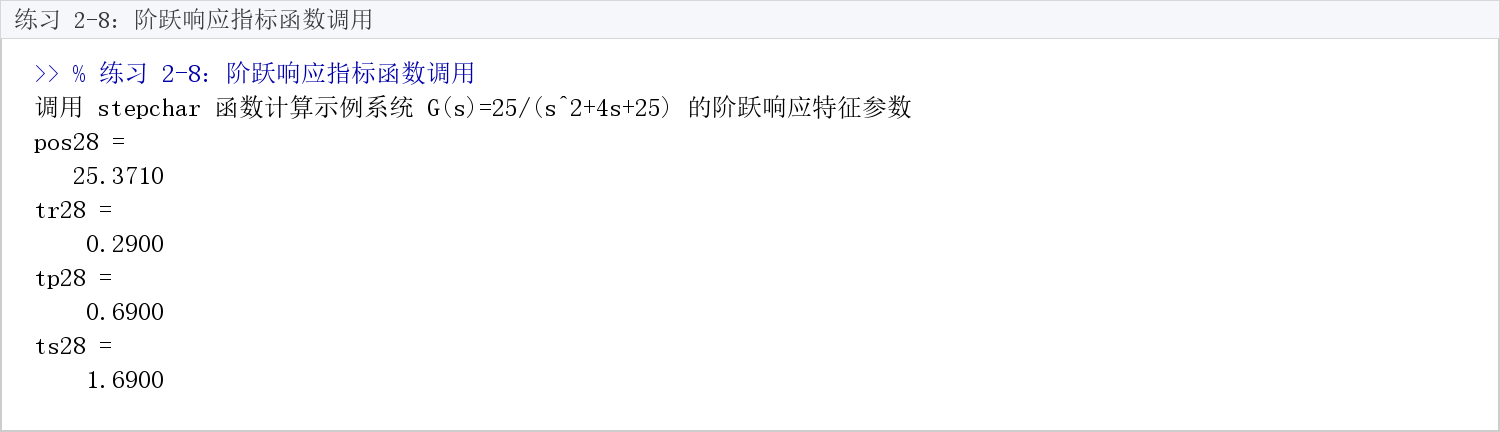 练习 2-8: 阶跃响应指标函数调用
>> % 练习 2-8: 阶跃响应指标函数调用
调用 stepchar 函数计算示例系统 G(s)=25/(s^2+4s+25) 的阶跃响应特征参数
pos28 =
25.3710
tr28 =
0.2900
tp28 =
0.6900
ts28 =
1.6900